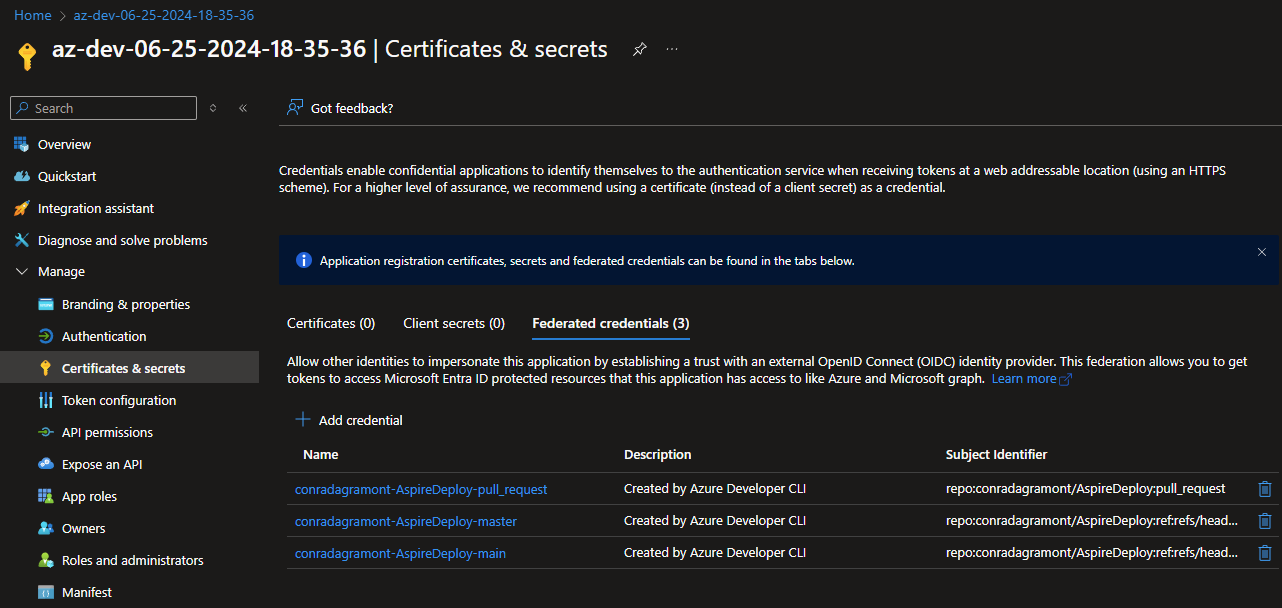 Home > az-dev-06-25-2024-18-35-36
az-dev-06-25-2024-18-35-36 | Certificates & secrets
Search
Got feedback?
Overview
Quickstart
Integration assistant
Diagnose and solve problems
Manage
Branding & properties
Authentication
Certificates & secrets
Token configuration
API permissions
Expose an API
App roles
Owners
Roles and administrators
Manifest
Credentials enable confidential applications to identify themselves to the authentication service when receiving tokens at a web addressable location (using an HTTPS
scheme). For a higher level of assurance, we recommend using a certificate (instead of a client secret) as a credential.
Application registration certificates, secrets and federated credentials can be found in the tabs below.
Certificates (0) Client secrets (0) Federated credentials (3)
Allow other identities to impersonate this application by establishing a trust with an external OpenID Connect (OIDC) identity provider. This federation allows you to get
tokens to access Microsoft Entra ID protected resources that this application has access to like Azure and Microsoft graph. Learn more
Add credential
Name Description Subject Identifier
conradagramont-AspireDeploy-pull_request Created by Azure Developer CLI repo:conradagramont/AspireDeploy:pull_request
conradagramont-AspireDeploy-master Created by Azure Developer CLI repo:conradagramont/AspireDeploy:ref:refs/head...
conradagramont-AspireDeploy-main Created by Azure Developer CLI repo:conradagramont/AspireDeploy:ref:refs/head...